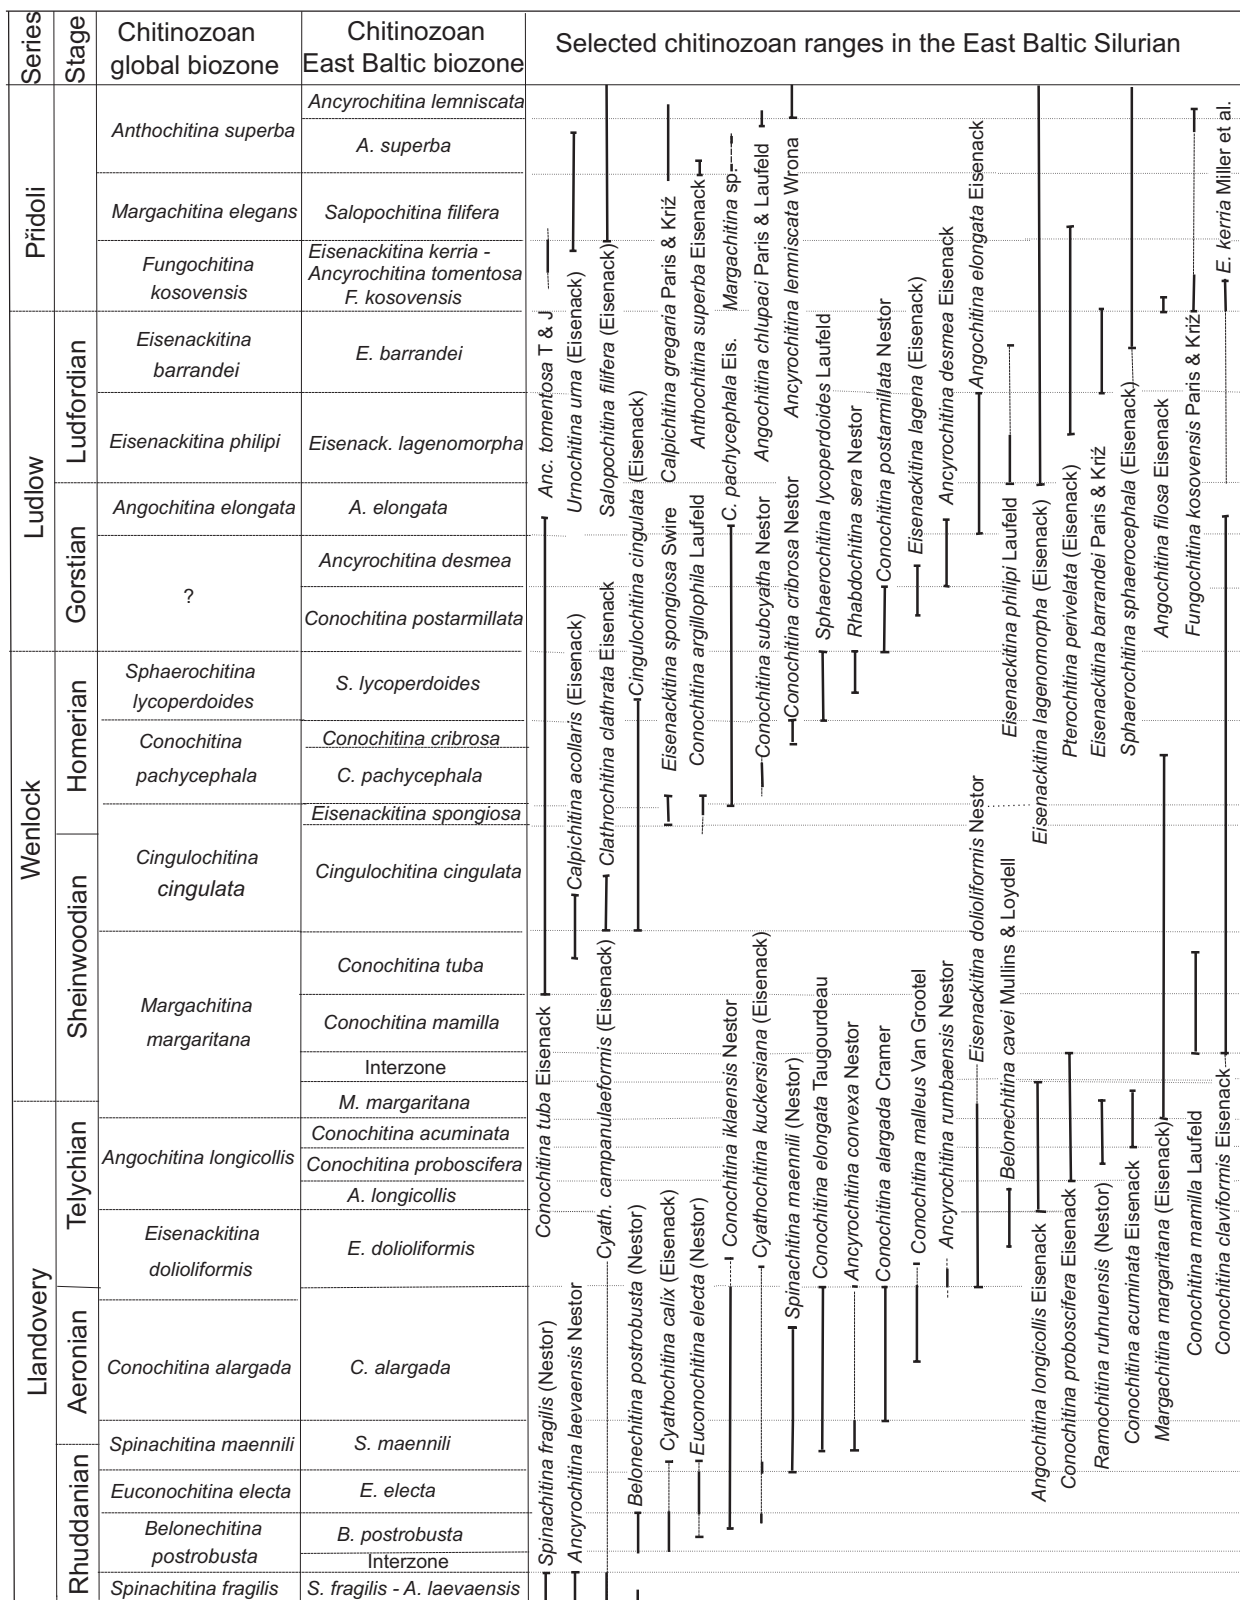 Series
Stage
Chitinozoan
global biozone
Chitinozoan
East Baltic biozone
Selected chitinozoan ranges in the East Baltic Silurian
Přidoli
Ludlow
Wenlock
Llandovery
Ludfordian
Gorstian
Homerian
Sheinwoodian
Telychian
Aeronian
Rhuddanian
Anthochitina superba
Margachitina elegans
Fungochitina
kosovensis
Eisenackitina
barrandei
Eisenackitina philipi
Angochitina elongata
?
Sphaerochitina
lycoperdoides
Conochitina
pachycephala
Cingulochitina
cingulata
Margachitina
margaritana
Angochitina longicollis
Eisenackitina
dolioliformis
Conochitina alargada
Spinachitina maennili
Euconochitina electa
Belonechitina
postrobusta
Spinachitina fragilis
Ancyrochitina lemniscata
A. superba
Salopochitina filifera
Eisenackitina kerria -
Ancyrochitina tomentosa
F. kosovensis
E. barrandei
Eisenack. lagenomorpha
A. elongata
Ancyrochitina desmea
Conochitina postarmillata
S. lycoperdoides
Conochitina cribrosa
C. pachycephala
Eisenackitina spongiosa
Cingulochitina cingulata
Conochitina tuba
Conochitina mamilla
Interzone
M. margaritana
Conochitina acuminata
Conochitina proboscifera
A. longicollis
E. dolioliformis
C. alargada
S. maennili
E. electa
B. postrobusta
Interzone
S. fragilis - A. laevaensis
Anc. tomentosa T & J
Urnochitina urna (Eisenack)
Salopochitina filifera (Eisenack)
Cingulochitina cingulata (Eisenack)
Calpichitina gregaria Paris & Križ
Anthochitina superba Eisenack
Margachitina sp.
C. pachycephala Eis.
Angochitina chlupaci Paris & Laufeld
Ancyrochitina lemniscata Wrona
Sphaerochitina lycoperdoides Laufeld
Rhabdochitina sera Nestor
Conochitina postarmillata Nestor
Eisenackitina lagena (Eisenack)
Ancyrochitina desmea Eisenack
Angochitina elongata Eisenack
Eisenackitina philipi Laufeld
Eisenackitina lagenomorpha (Eisenack)
Pterochitina perivelata (Eisenack)
Eisenackitina barrandei Paris & Križ
Sphaerochitina sphaerocephala (Eisenack)
Angochitina filosa Eisenack
Fungochitina kosovensis Paris & Križ
E. kerria Miller et al.
Calpichitina acollaris (Eisenack)
Clathrochitina clathrata Eisenack
Eisenackitina spongiosa Swire
Conochitina argillophila Laufeld
Conochitina subcyatha Nestor
Conochitina cribrosa Nestor
Conochitina tuba Eisenack
Cyath. campanulaeformis (Eisenack)
Belonechitina postrobusta (Nestor)
Cyathochitina calix (Eisenack)
Euconochitina electa (Nestor)
Conochitina iklaensis Nestor
Cyathochitina kuckersiana (Eisenack)
Spinachitina maennili (Nestor)
Conochitina elongata Taugourdeau
Ancyrochitina convexa Nestor
Conochitina alargada Cramer
Conochitina malleus Van Grootel
Ancyrochitina rumbaensis Nestor
Eisenackitina dolioliformis Nestor
Belonechitina cavei Mullins & Loydell
Angochitina longicollis Eisenack
Conochitina proboscifera Eisenack
Ramochitina ruhnuensis (Nestor)
Conochitina acuminata Eisenack
Margachitina margaritana (Eisenack)
Conochitina mamilla Laufeld
Conochitina claviformis Eisenack
Spinachitina fragilis (Nestor)
Ancyrochitina laevaensis Nestor